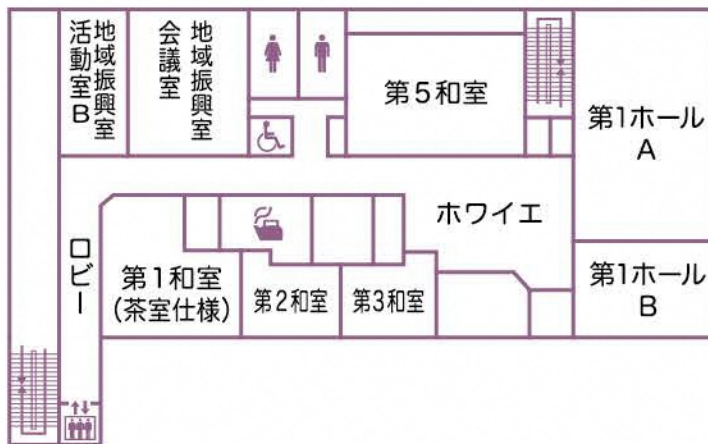 地域振興室
活動室B
地域振興室
会議室
第5和室
第1ホール
A
ホワイエ
ロビー
第1和室
(茶室仕様)
第2和室
第3和室
第1ホール
B